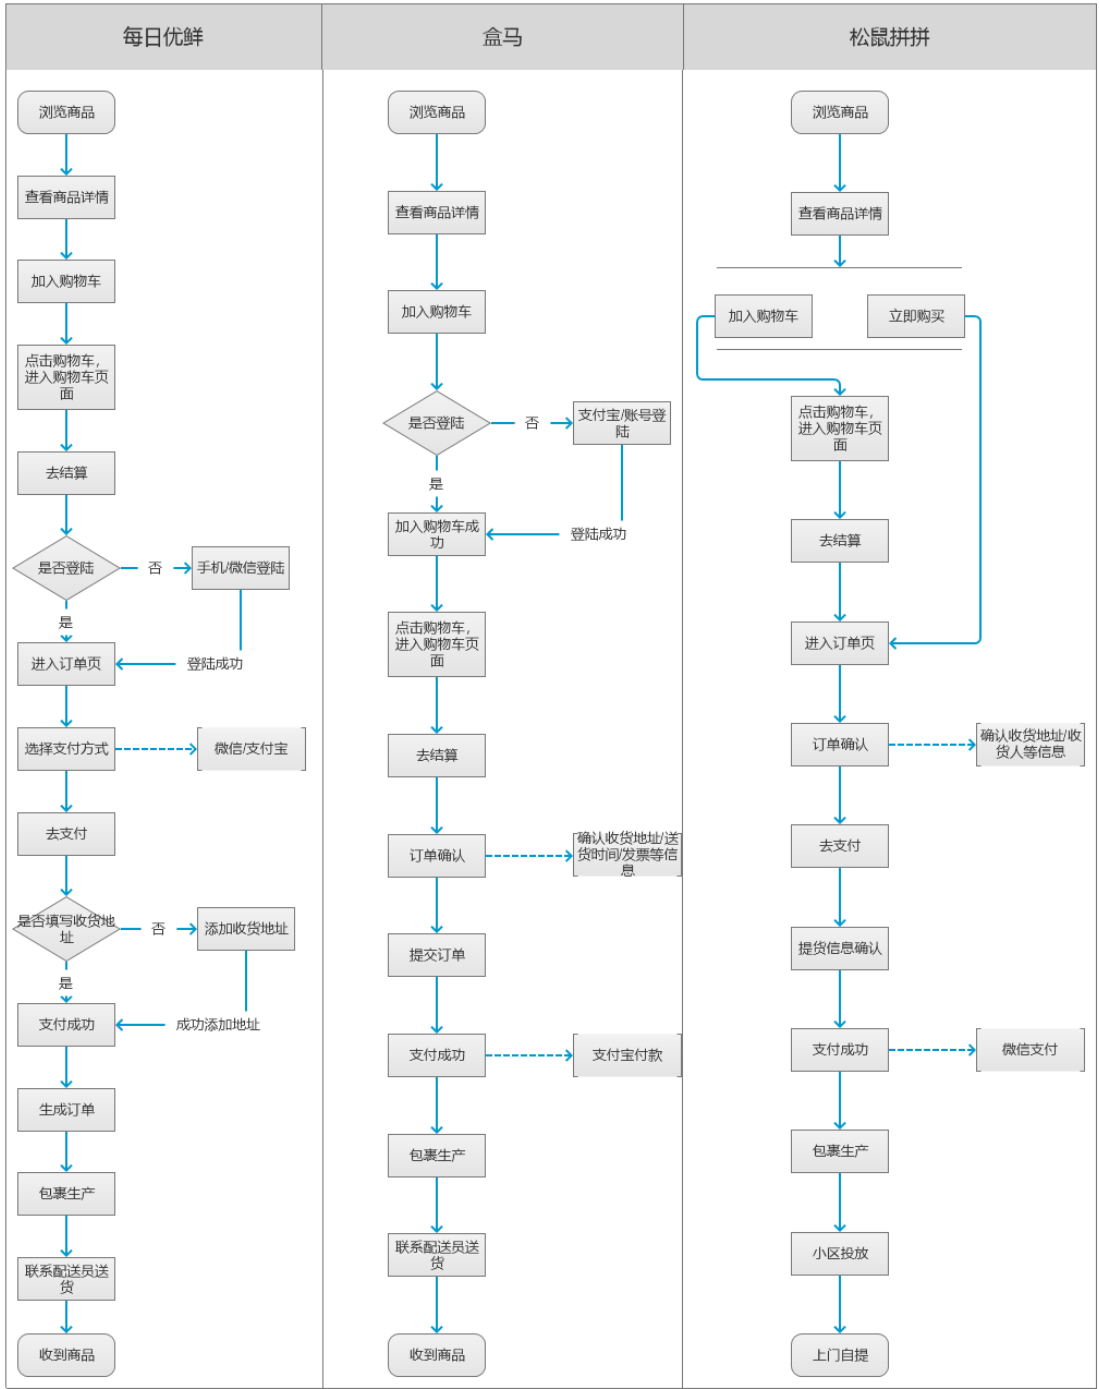 每日优鲜
盒马
松鼠拼拼
浏览商品
查看商品详情
加入购物车
点击购物车，
进入购物车页
面
去结算
是否登陆
否
手机/微信登陆
是
登陆成功
进入订单页
选择支付方式
微信/支付宝
去支付
是否填写收货地
址
否
添加收货地址
是
成功添加地址
支付成功
生成订单
包裹生产
联系配送员送
货
收到商品
浏览商品
查看商品详情
加入购物车
是否登陆
否
支付宝/账号登
陆
是
登陆成功
加入购物车成
功
点击购物车，
进入购物车页
面
去结算
订单确认
确认收货地址/送
货时间/发票等信
息
提交订单
支付成功
支付宝付款
包裹生产
联系配送员送
货
收到商品
浏览商品
查看商品详情
加入购物车
立即购买
点击购物车，
进入购物车页
面
去结算
进入订单页
订单确认
确认收货地址/收
货人等信息
去支付
提货信息确认
支付成功
微信支付
包裹生产
小区投放
上门自提